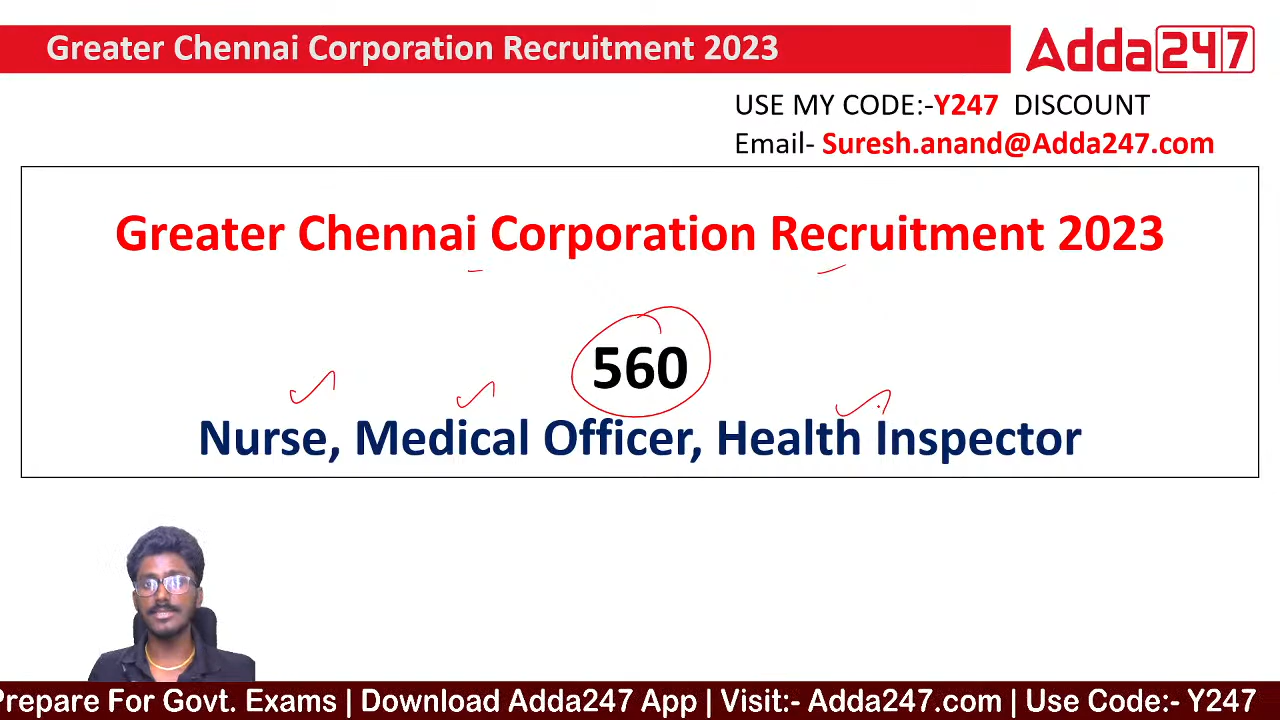 Greater Chennai Corporation Recruitment 2023
Adda247
USE MY CODE:-Y247 DISCOUNT
Email- Suresh.anand@Adda247.com
Greater Chennai Corporation Recruitment 2023
560
Nurse, Medical Officer, Health Inspector
Prepare For Govt. Exams | Download Adda247 App | Visit:- Adda247.com | Use Code:- Y247